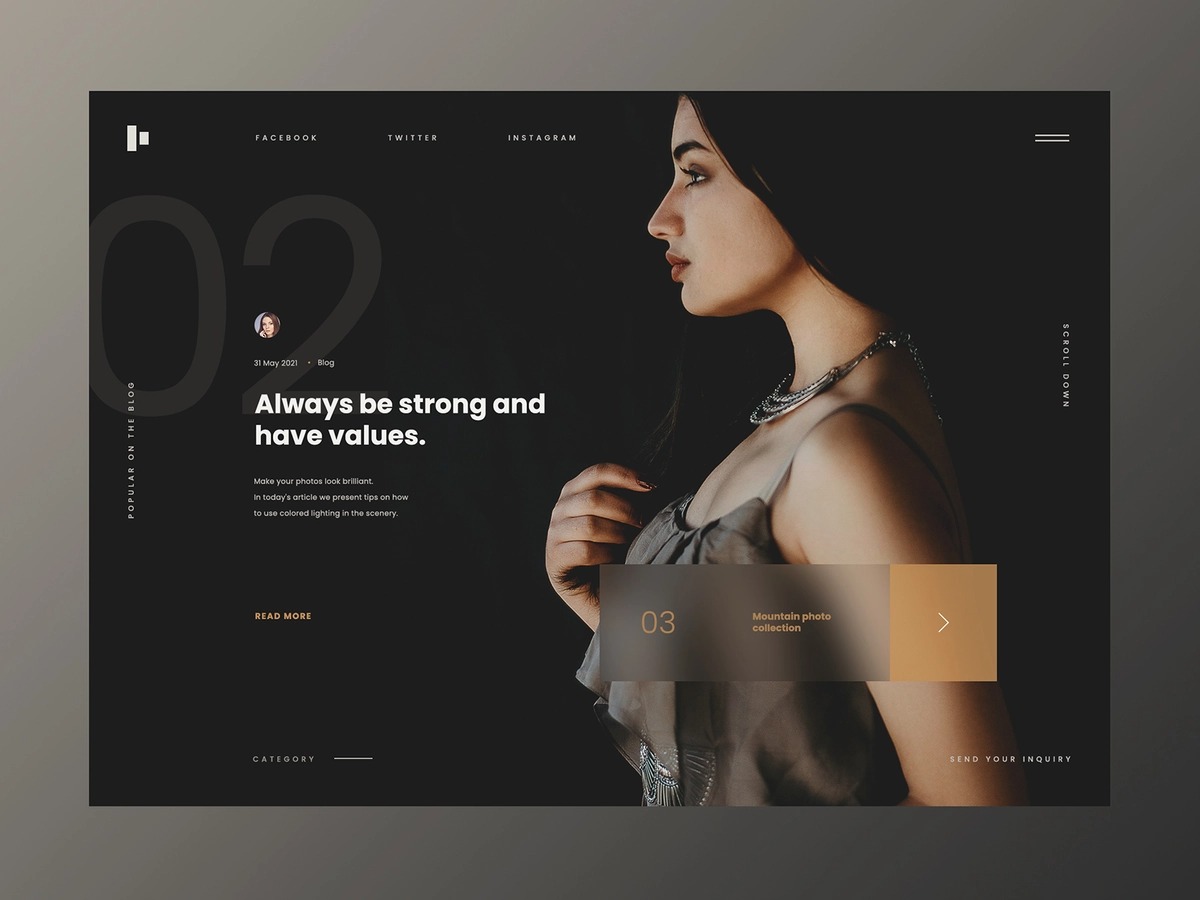 FACEBOOK
TWITTER
INSTAGRAM
02
31 May 2021 • Blog
Always be strong and
have values.
Make your photos look brilliant.
In today's article we present tips on how
to use colored lighting in the scenery.
READ MORE
POPULAR ON THE BLOG
SCROLL DOWN
03
Mountain photo
collection
CATEGORY
SEND YOUR INQUIRY